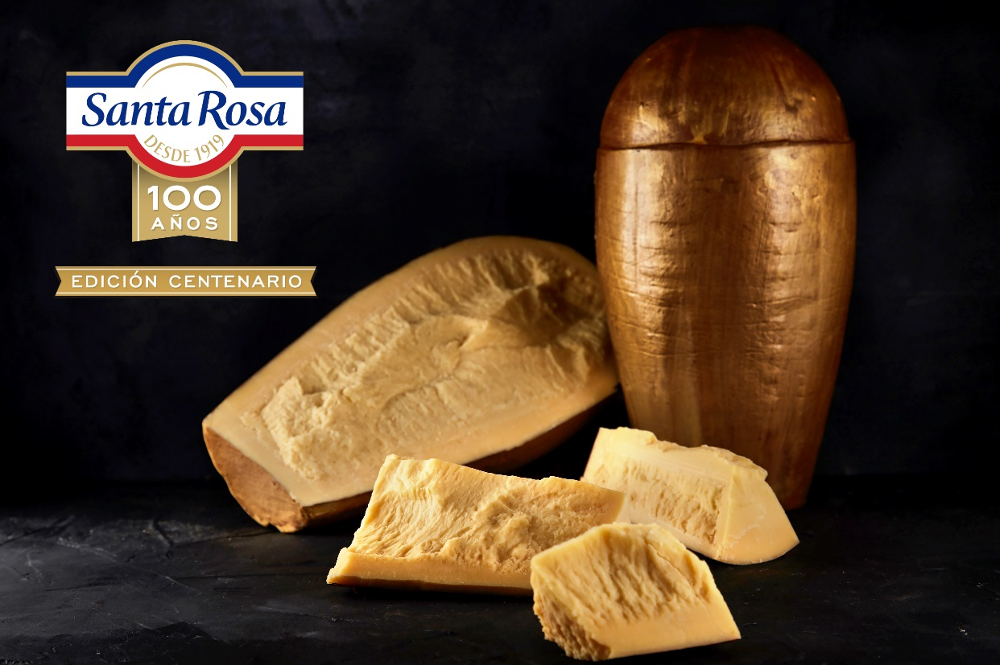 Santa Rosa
DESDE 1919
100
AÑOS
EDICIÓN CENTENARIO